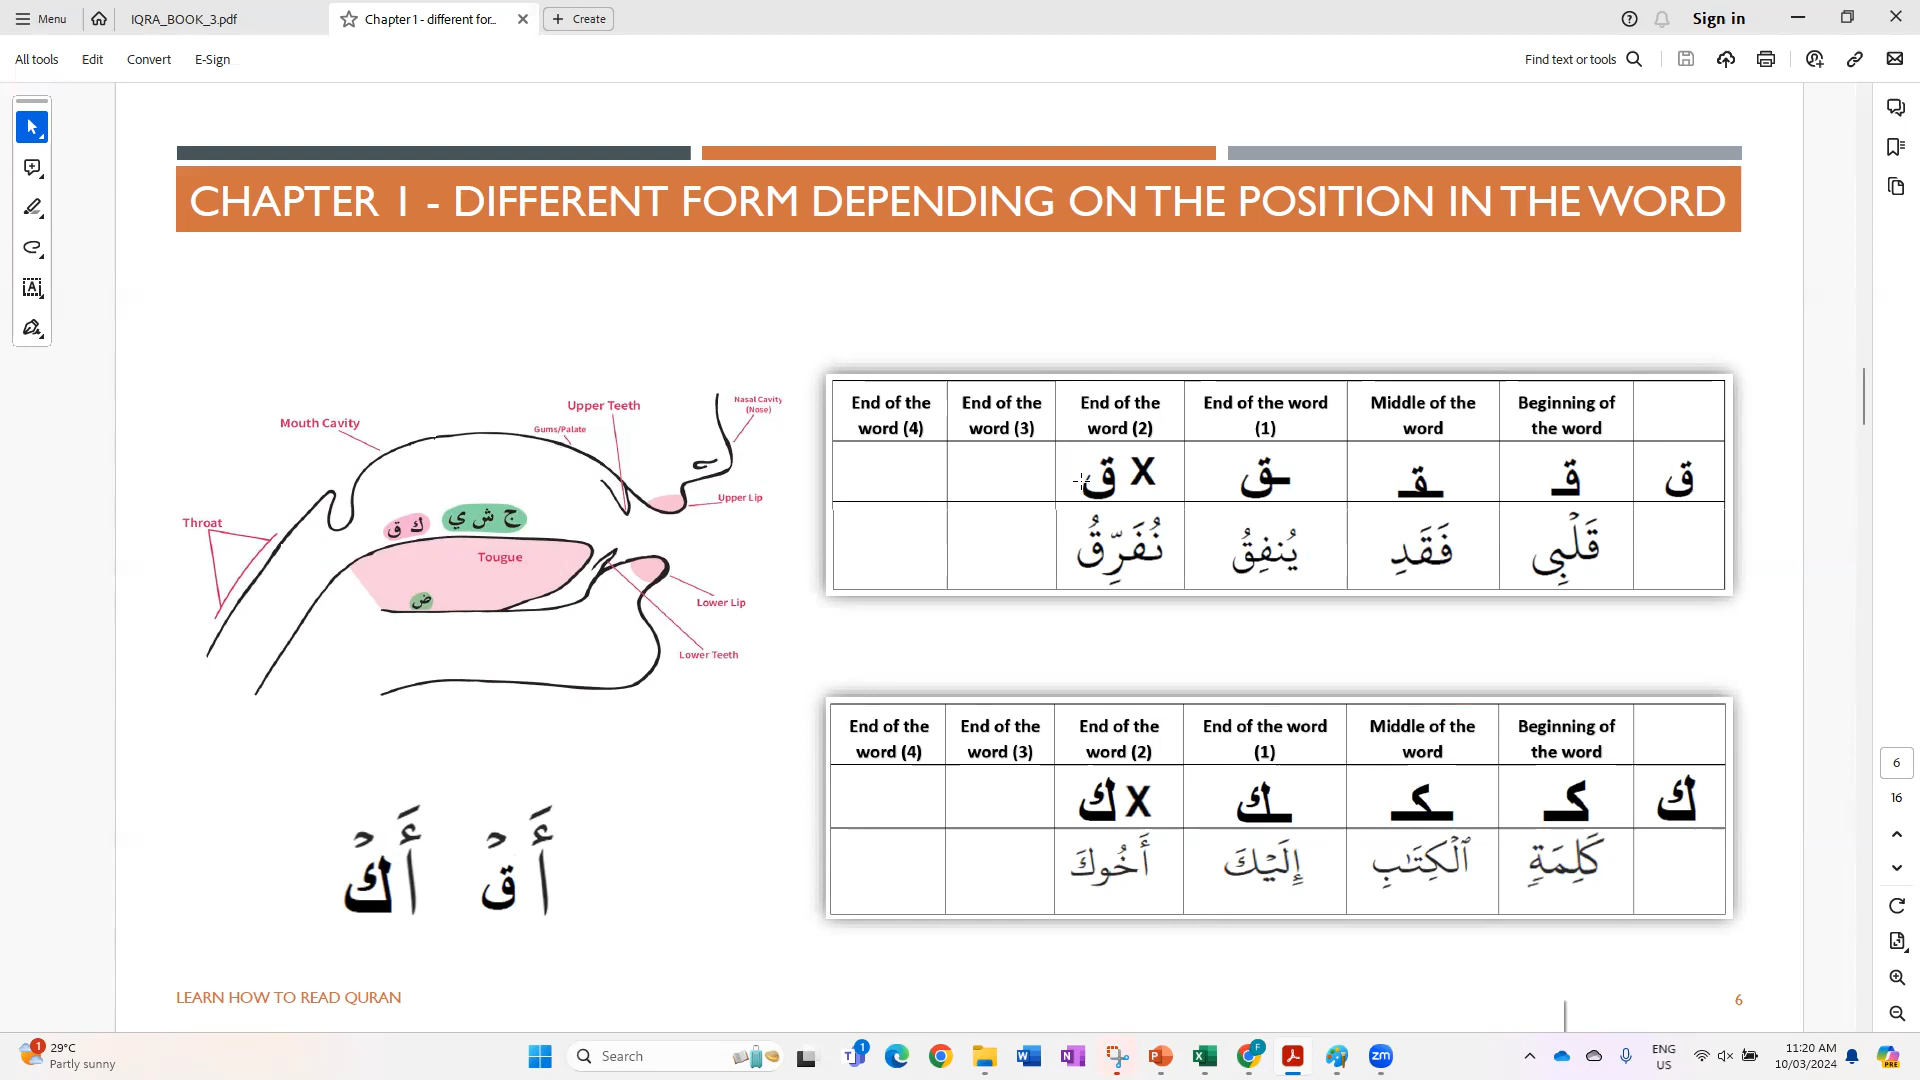 Menu
IQRA_BOOK_3.pdf
Chapter 1 - different for...
Create
Sign in
All tools
Edit
Convert
E-Sign
Find text or tools
CHAPTER 1 - DIFFERENT FORM DEPENDING ON THE POSITION IN THE WORD
Mouth Cavity
Upper Teeth
Gums/Palate
Nasal Cavity
(Nose)
Upper Lip
Throat
ق ك
ج ش ي
Tougue
ض
Lower Lip
Lower Teeth
أَقْ أَكْ
End of the word (4) End of the word (3) End of the word (2) End of the word (1) Middle of the word Beginning of the word
ق X ـق ـقـ قـ ق
نُفَرِّقُ يُنفِقُ فَقَدِ قَلْبِى
End of the word (4) End of the word (3) End of the word (2) End of the word (1) Middle of the word Beginning of the word
ك X ـك ـكـ كـ ك
أَخُوكَ إِلَيْكَ ٱلْكِتَٰبِ كَلِمَةٍ
LEARN HOW TO READ QURAN
6
6
16
1
29°C
Partly sunny
Search
1
F
zm
ENG
US
11:20 AM
10/03/2024
PRE